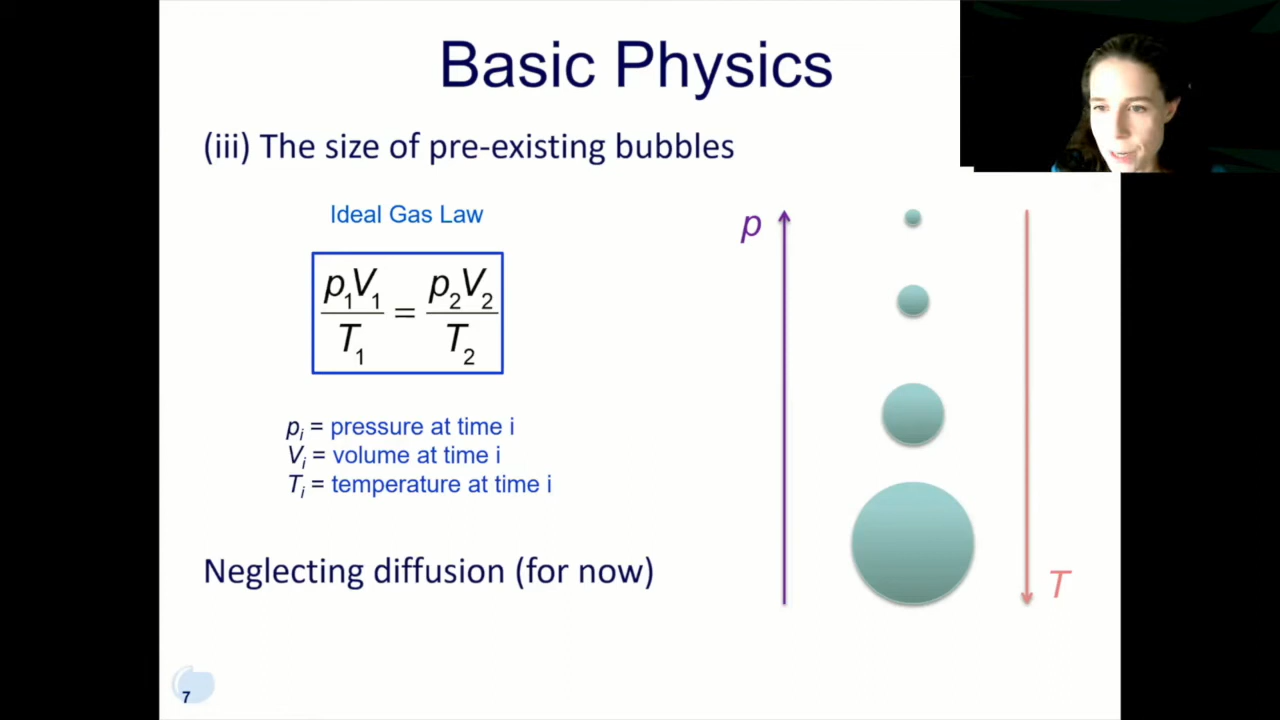 Basic Physics
(iii) The size of pre-existing bubbles
Ideal Gas Law
p₁V₁ / T₁ = p₂V₂ / T₂
pᵢ = pressure at time i
Vᵢ = volume at time i
Tᵢ = temperature at time i
Neglecting diffusion (for now)
p
T
7